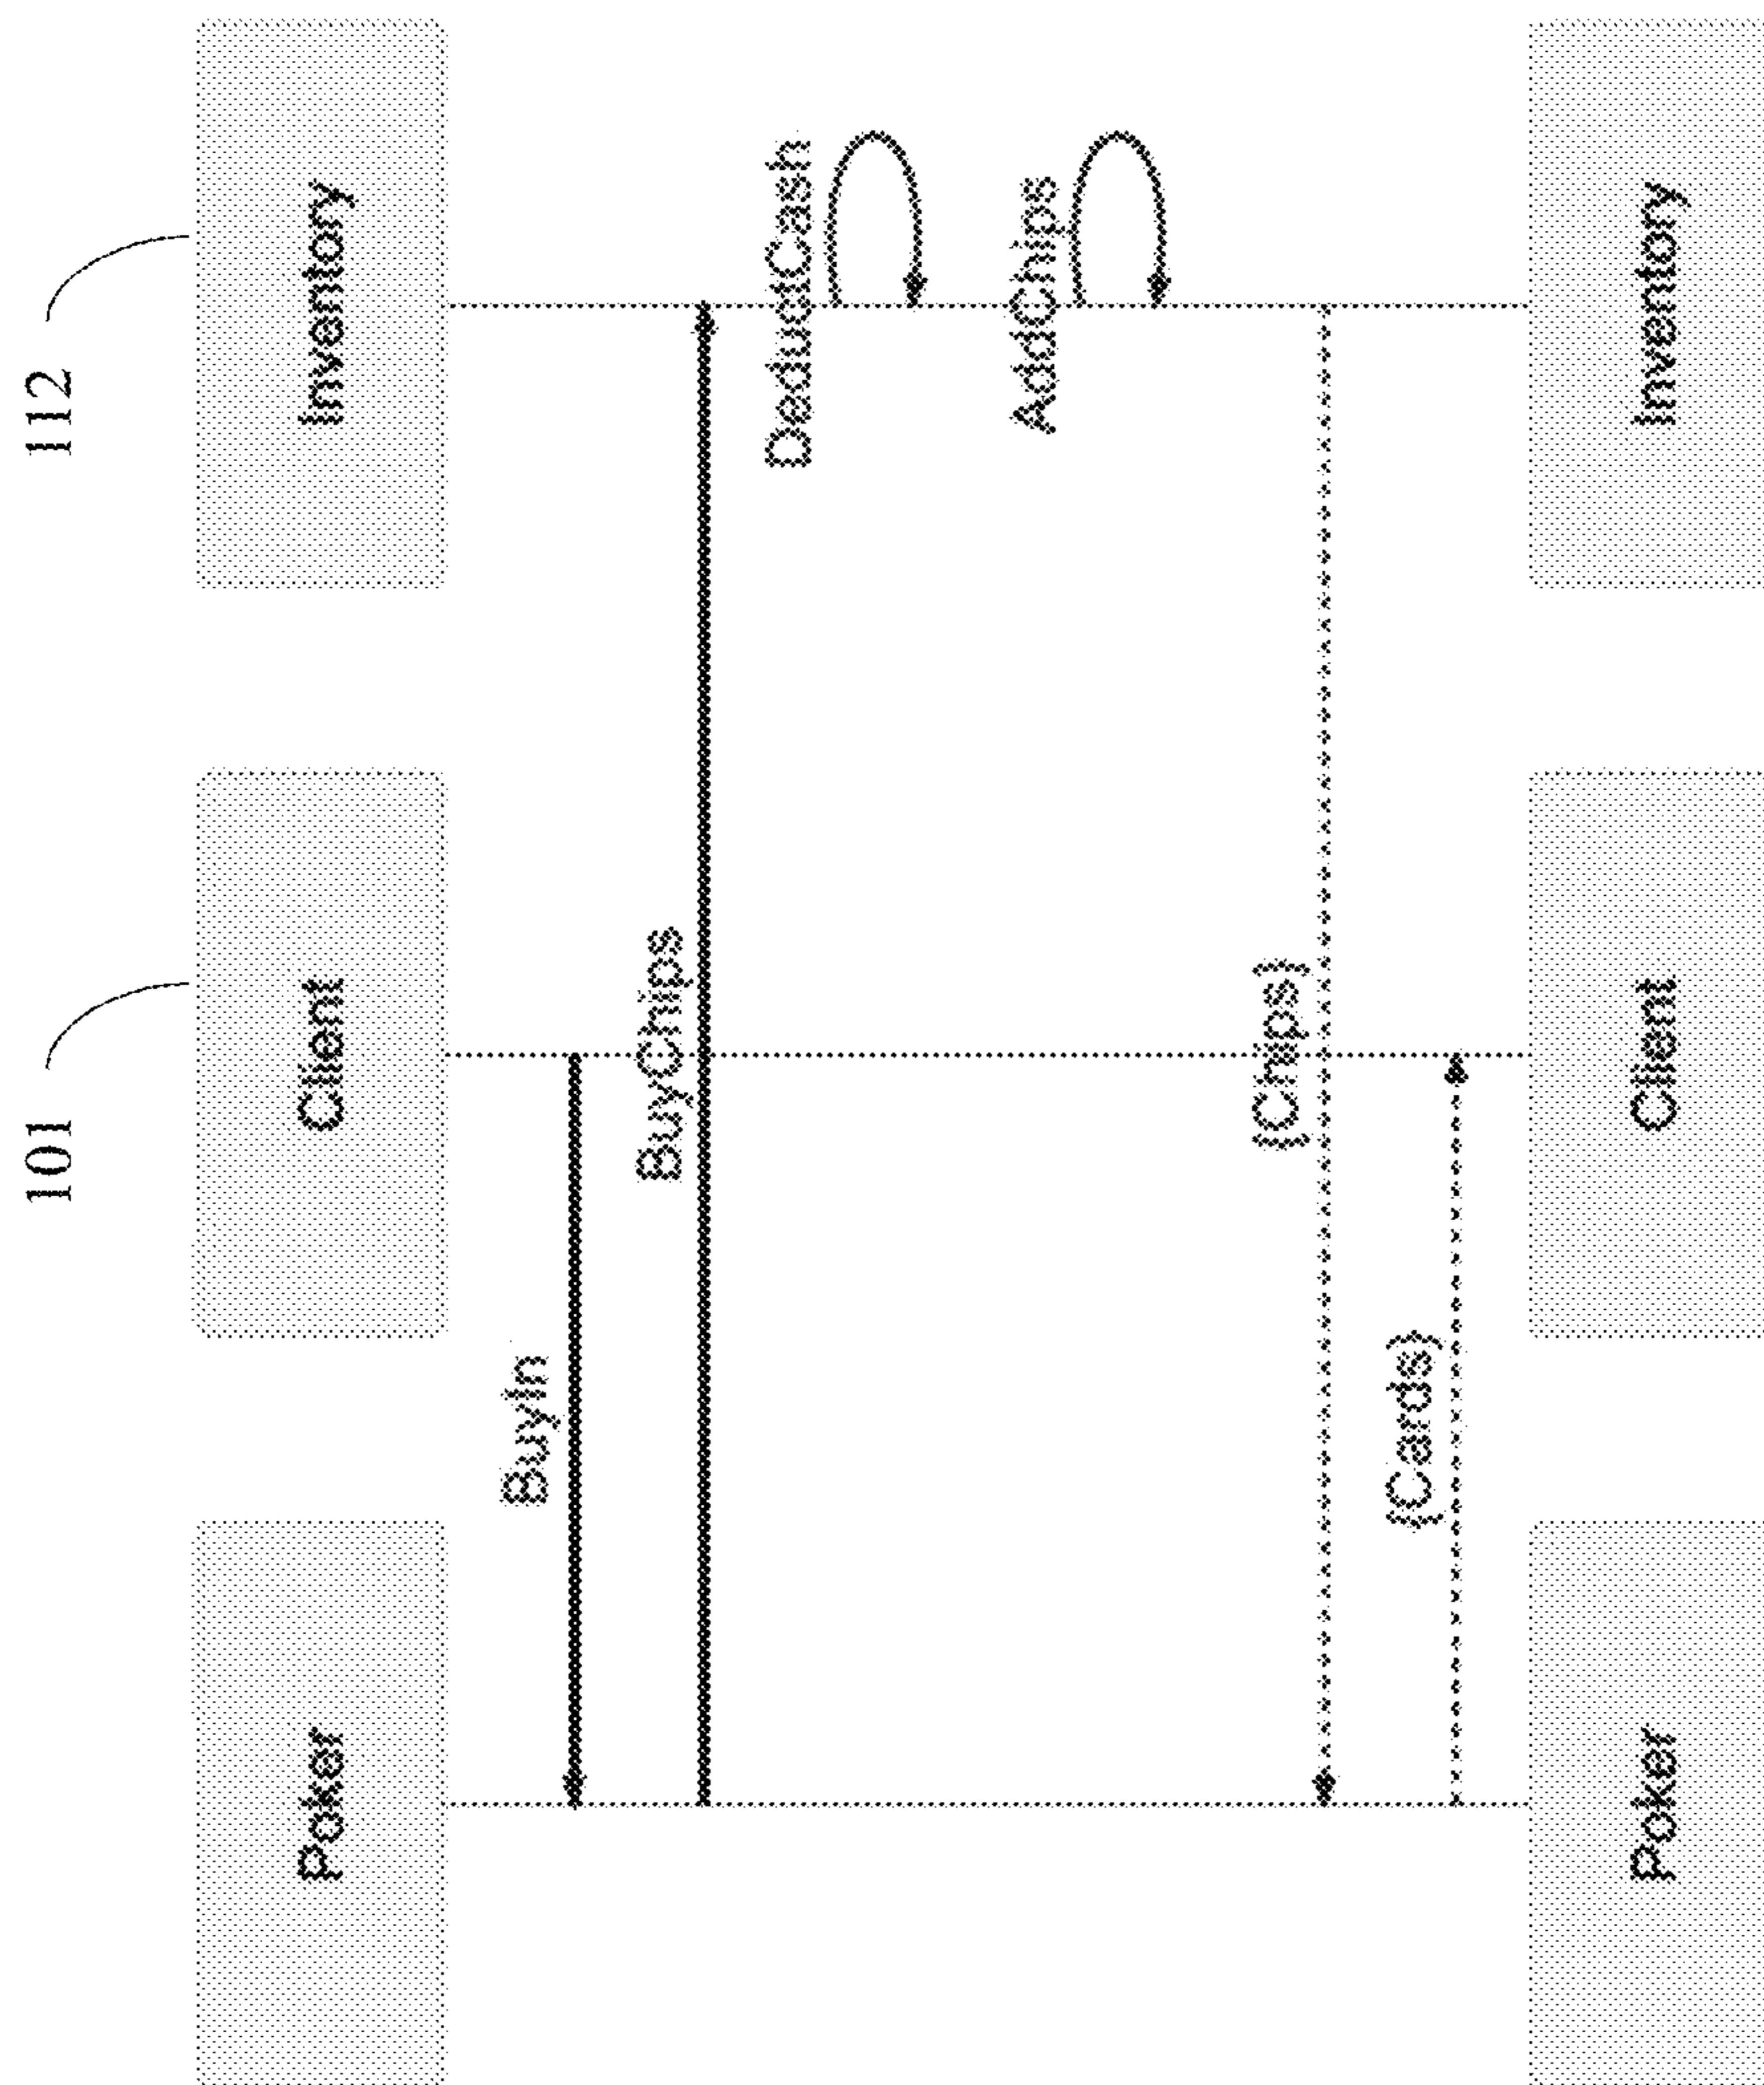 101
112
Poker
Client
Inventory
BuyIn
BuyChips
DeductCash
AddChips
{Chips}
{Cards}
Poker
Client
Inventory